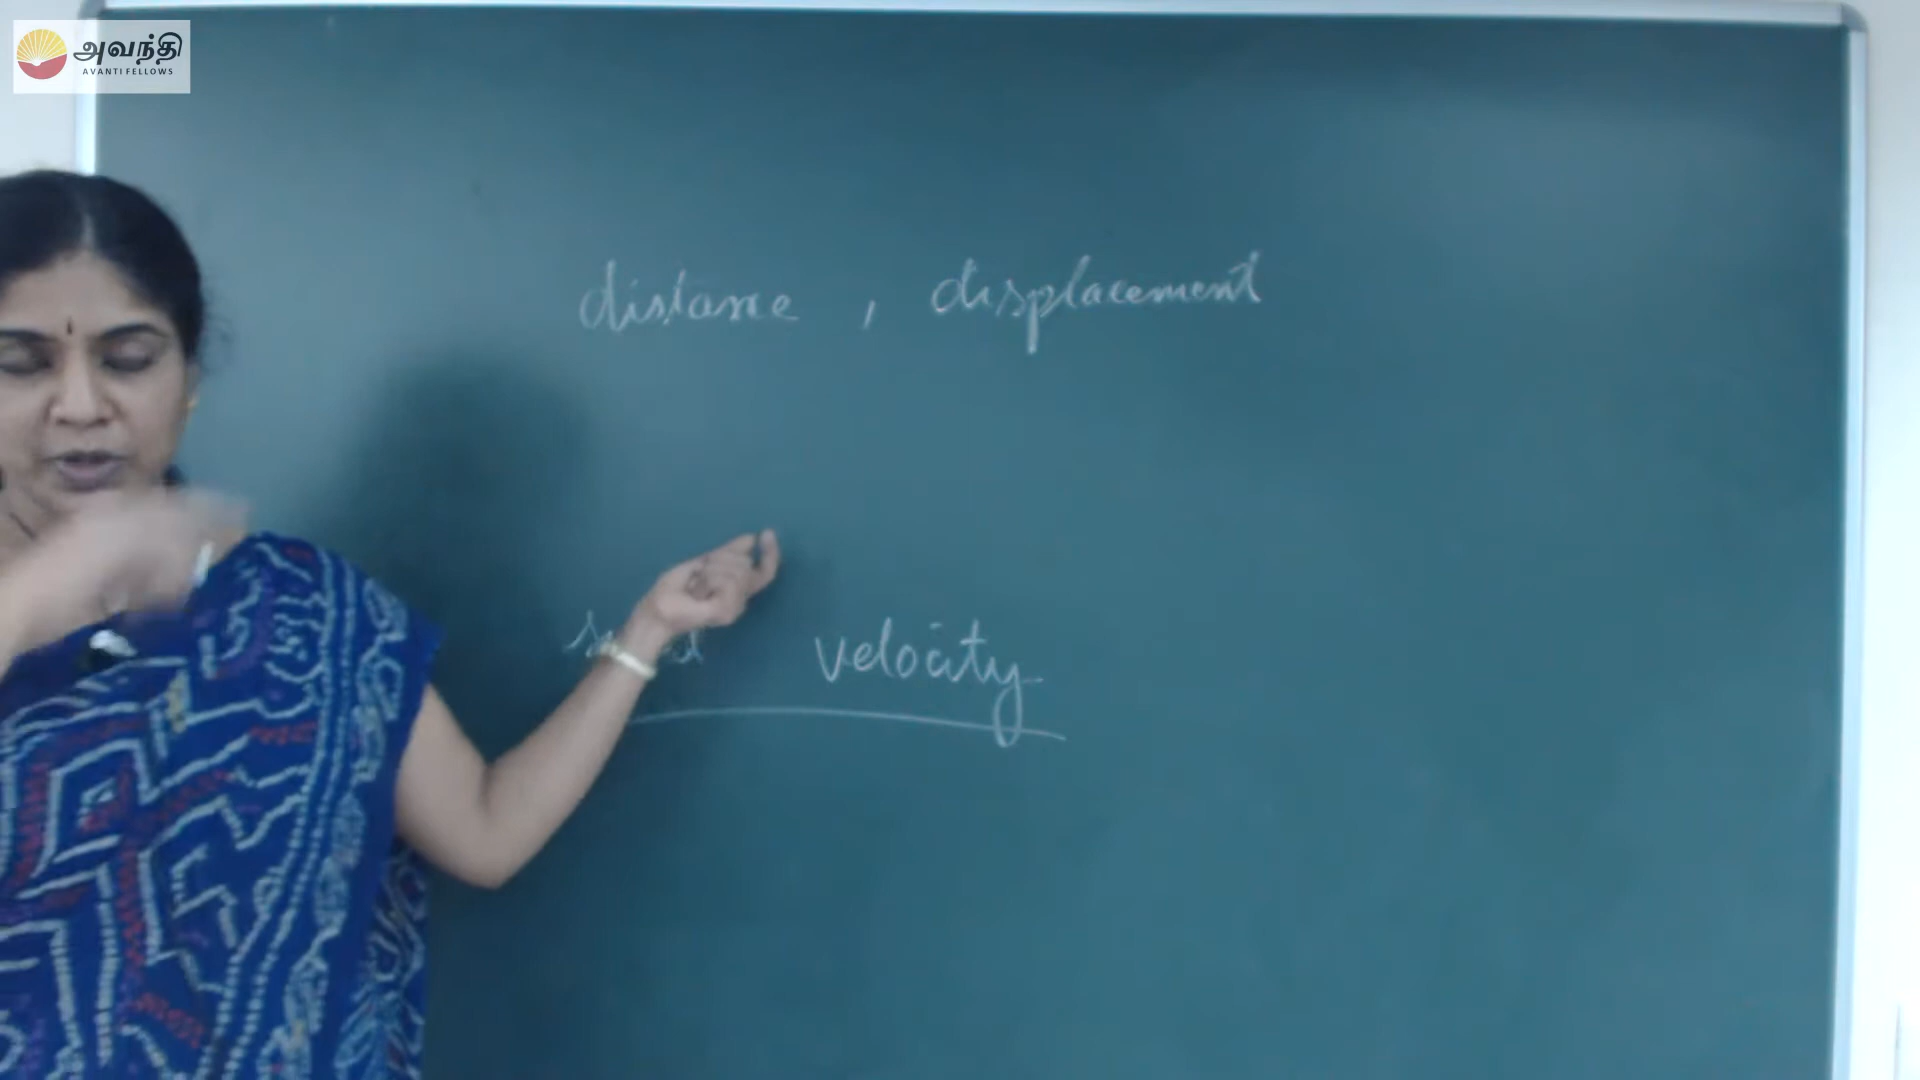 அவந்தி
AVANTI FELLOWS
distance , displacement
velocity